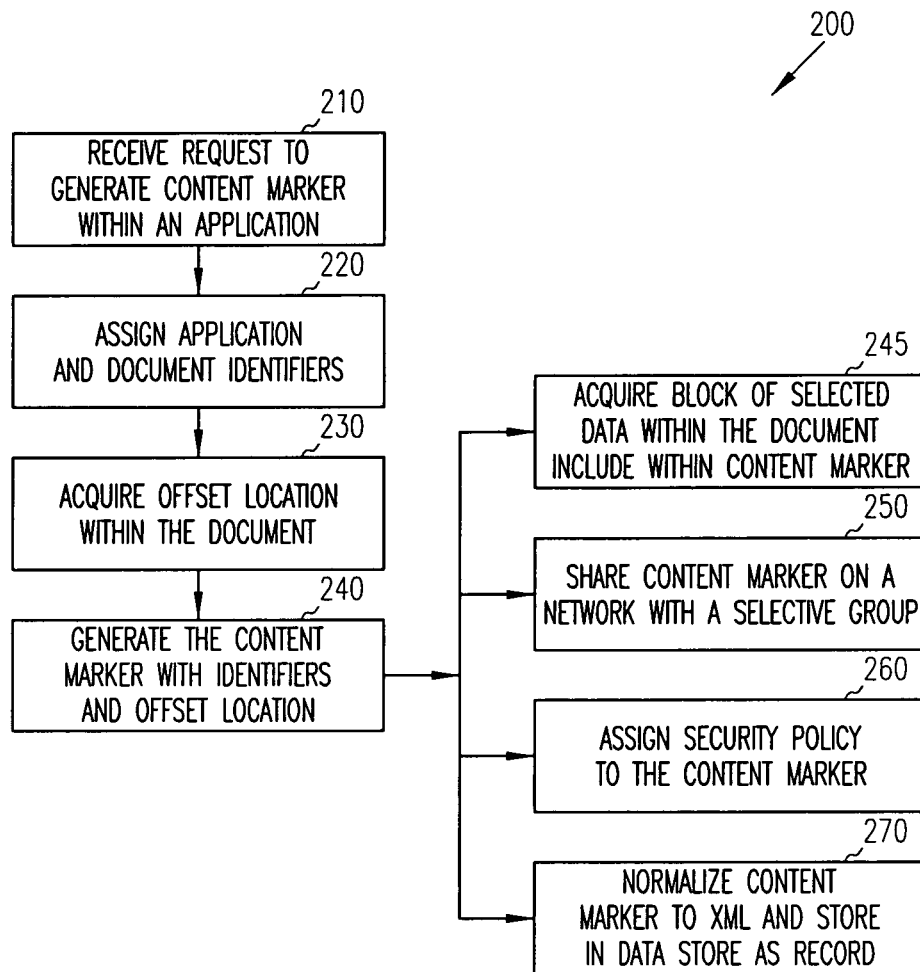 200
210
RECEIVE REQUEST TO
GENERATE CONTENT MARKER
WITHIN AN APPLICATION
220
ASSIGN APPLICATION
AND DOCUMENT IDENTIFIERS
230
ACQUIRE OFFSET LOCATION
WITHIN THE DOCUMENT
240
GENERATE THE CONTENT
MARKER WITH IDENTIFIERS
AND OFFSET LOCATION
245
ACQUIRE BLOCK OF SELECTED
DATA WITHIN THE DOCUMENT
INCLUDE WITHIN CONTENT MARKER
250
SHARE CONTENT MARKER ON A
NETWORK WITH A SELECTIVE GROUP
260
ASSIGN SECURITY POLICY
TO THE CONTENT MARKER
270
NORMALIZE CONTENT
MARKER TO XML AND STORE
IN DATA STORE AS RECORD